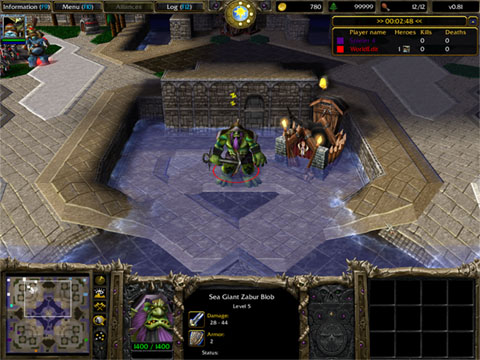 Information (F9) Menu (F10) Alliances Log (F12) 780 99999 12/12 v0.81
>> 00:02:48 <<
Player name Heroes Kills Deaths
0 0
WorldEdit 1 0 0
Sea Giant Zabur Blob
Level 5
Damage:
28 - 44
Armor:
2
Status:
1400 / 1400